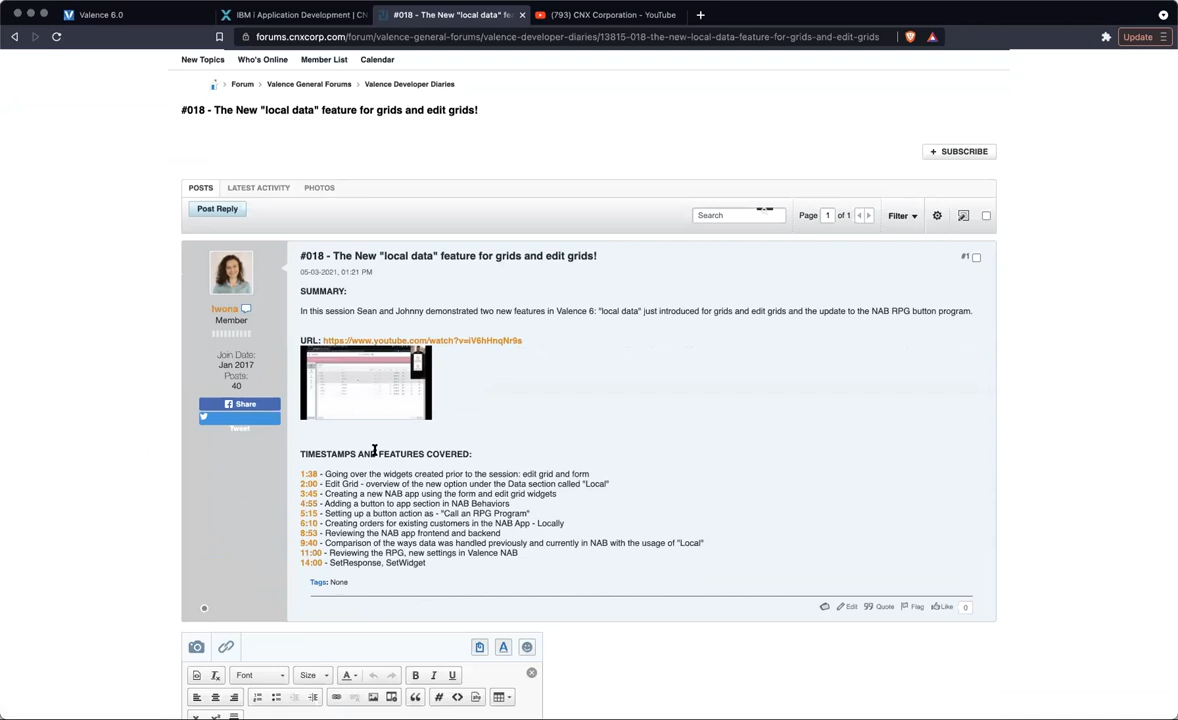 Valence 6.0
IBM i Application Development | CN
#018 - The New "local data" fe
(793) CNX Corporation - YouTube
forums.cnxcorp.com/forum/valence-general-forums/valence-developer-diaries/13815-018-the-new-local-data-feature-for-grids-and-edit-grids
Update
New Topics Who's Online Member List Calendar
Forum Valence General Forums Valence Developer Diaries
#018 - The New "local data" feature for grids and edit grids!
+ SUBSCRIBE
POSTS LATEST ACTIVITY PHOTOS
Post Reply
Search
Page 1 of 1
Filter
#018 - The New "local data" feature for grids and edit grids!
#1
05-03-2021, 01:21 PM
Iwona
Member
Join Date:
Jan 2017
Posts:
40
Share
Tweet
SUMMARY:
In this session Sean and Johnny demonstrated two new features in Valence 6: "local data" just introduced for grids and edit grids and the update to the NAB RPG button program.
URL: https://www.youtube.com/watch?v=iV6hHnqNr9s
TIMESTAMPS AND FEATURES COVERED:
1:38 - Going over the widgets created prior to the session: edit grid and form
2:00 - Edit Grid - overview of the new option under the Data section called "Local"
3:45 - Creating a new NAB app using the form and edit grid widgets
4:55 - Adding a button to app section in NAB Behaviors
5:15 - Setting up a button action as - "Call an RPG Program"
6:10 - Creating orders for existing customers in the NAB App - Locally
8:53 - Reviewing the NAB app frontend and backend
9:40 - Comparison of the ways data was handled previously and currently in NAB with the usage of "Local"
11:00 - Reviewing the RPG, new settings in Valence NAB
14:00 - SetResponse, SetWidget
Tags: None
Edit Quote Flag Like 0
Font Size A B I U